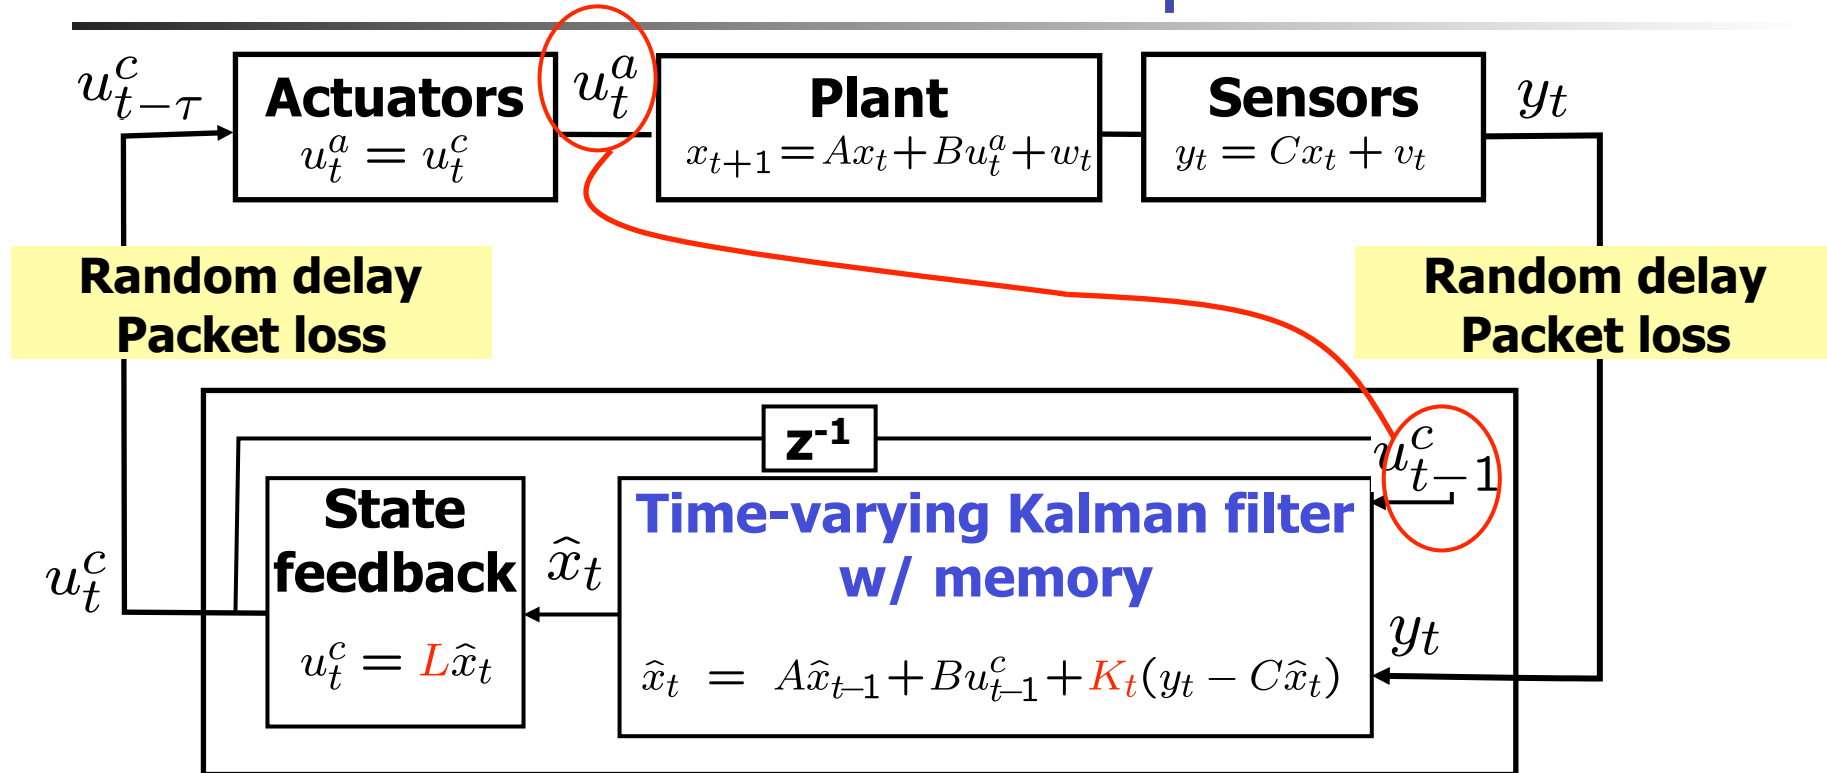 u^c_{t-τ}
Actuators
u^a_t = u^c_t
u^a_t
Plant
x_{t+1} = Ax_t + Bu^a_t + w_t
Sensors
y_t = Cx_t + v_t
y_t
Random delay
Packet loss
Random delay
Packet loss
z^{-1}
u^c_{t-1}
State
feedback
u^c_t = Lx̂_t
u^c_t
x̂_t
Time-varying Kalman filter
w/ memory
x̂_t = Ax̂_{t-1} + Bu^c_{t-1} + K_t(y_t - Cx̂_t)
y_t